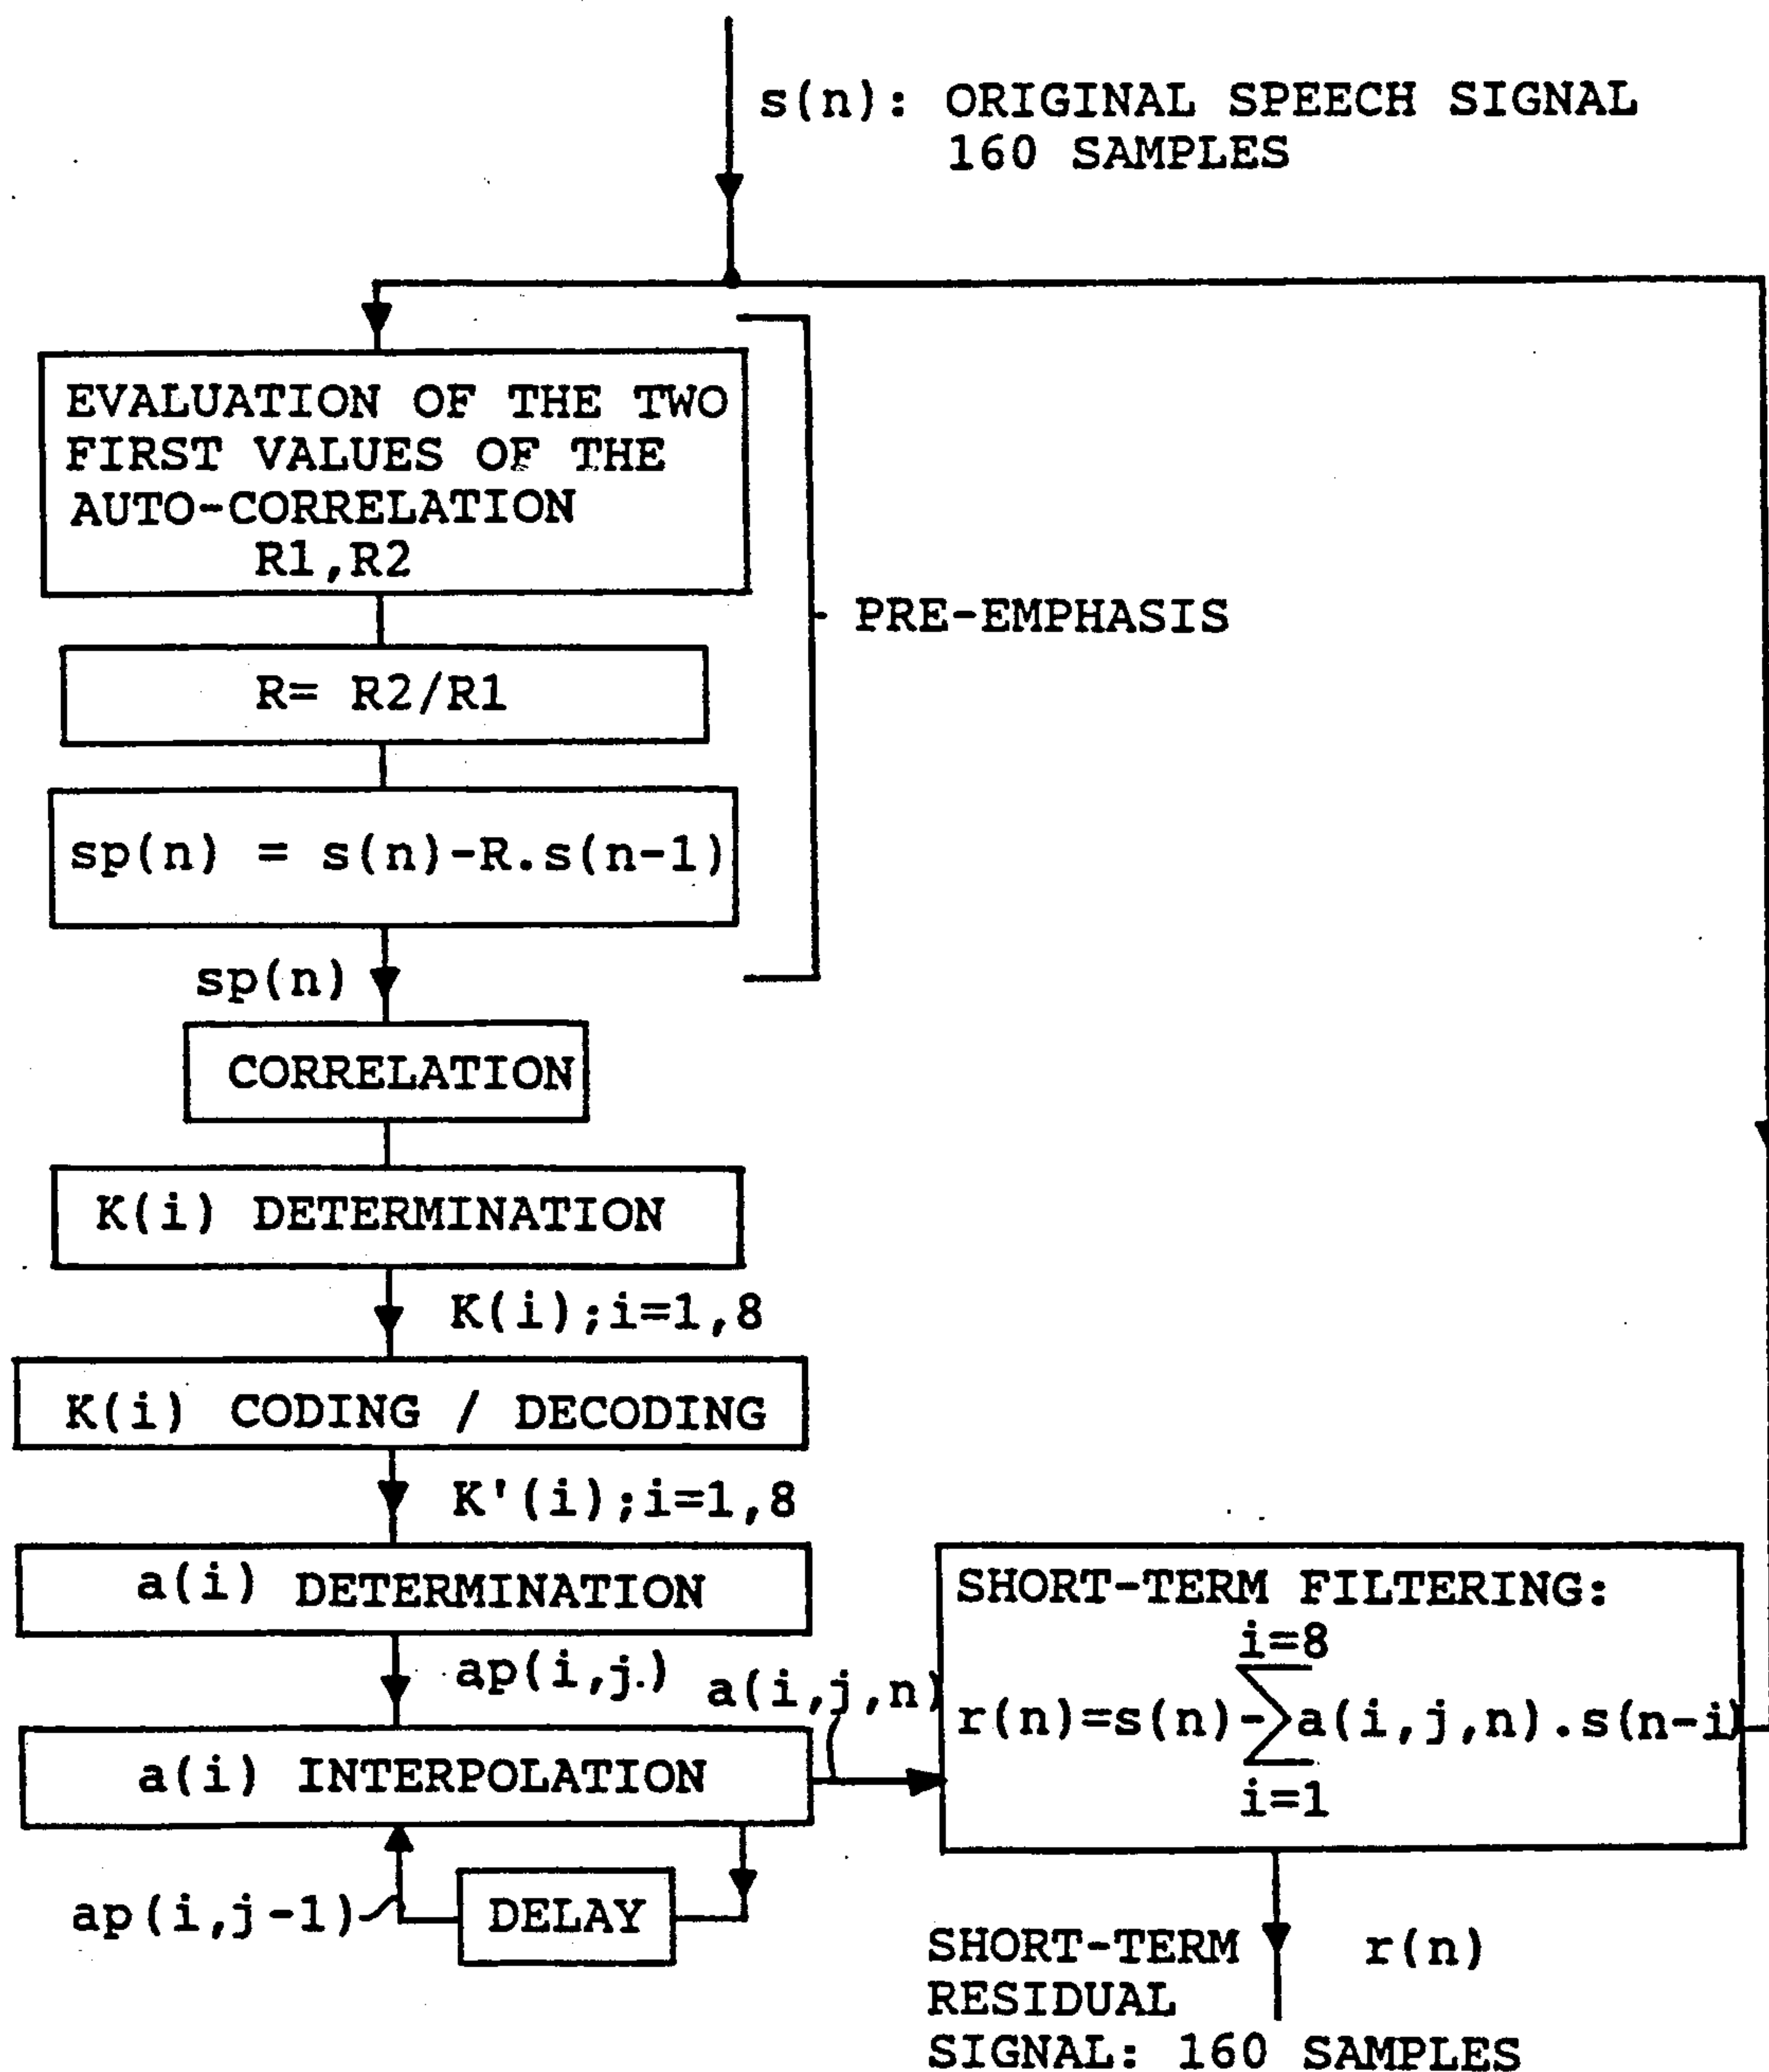 s(n): ORIGINAL SPEECH SIGNAL
160 SAMPLES
EVALUATION OF THE TWO
FIRST VALUES OF THE
AUTO-CORRELATION
R1,R2
PRE-EMPHASIS
R= R2/R1
sp(n) = s(n)-R.s(n-1)
sp(n)
CORRELATION
K(i) DETERMINATION
K(i);i=1,8
K(i) CODING / DECODING
K'(i);i=1,8
a(i) DETERMINATION
ap(i,j)
a(i,j,n)
a(i) INTERPOLATION
ap(i,j-1)
DELAY
SHORT-TERM FILTERING:
i=8
r(n)=s(n)-∑a(i,j,n).s(n-i)
i=1
SHORT-TERM r(n)
RESIDUAL
SIGNAL: 160 SAMPLES